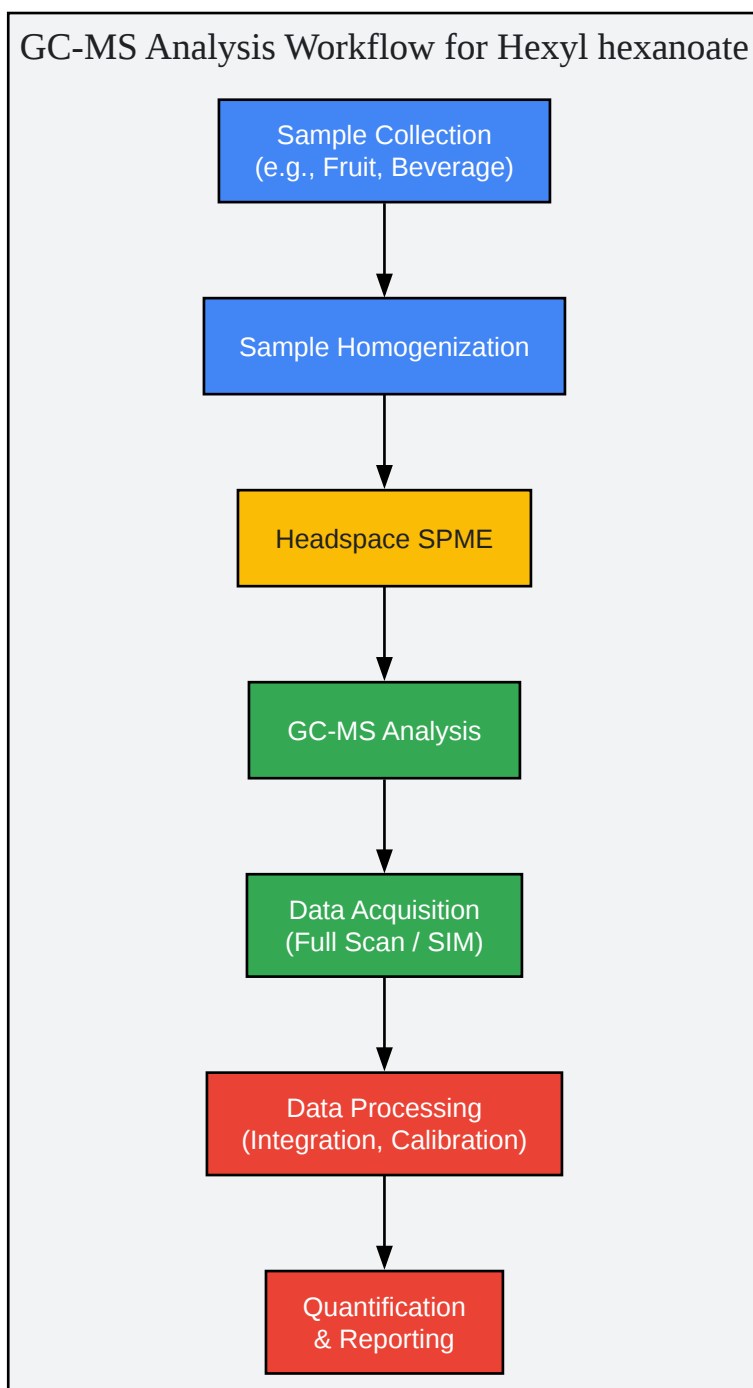 GC-MS Analysis Workflow for Hexyl hexanoate
Sample Collection
(e.g., Fruit, Beverage)
Sample Homogenization
Headspace SPME
GC-MS Analysis
Data Acquisition
(Full Scan / SIM)
Data Processing
(Integration, Calibration)
Quantification
& Reporting